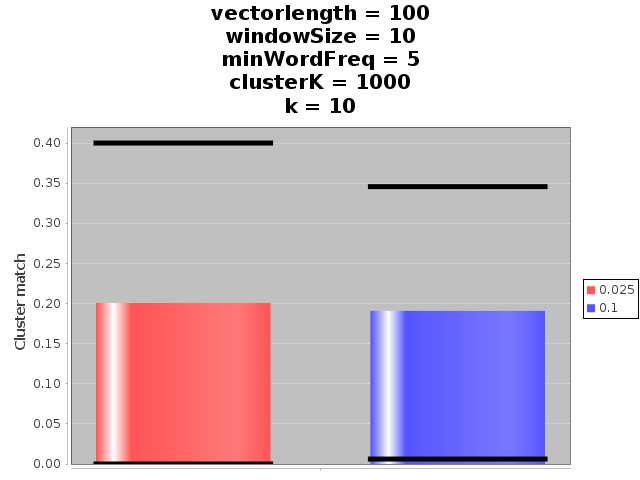 vectorlength = 100
windowSize = 10
minWordFreq = 5
clusterK = 1000
k = 10
0.40
0.35
0.30
0.25
0.20
0.15
0.10
0.05
0.00
Cluster match
0.025
0.1